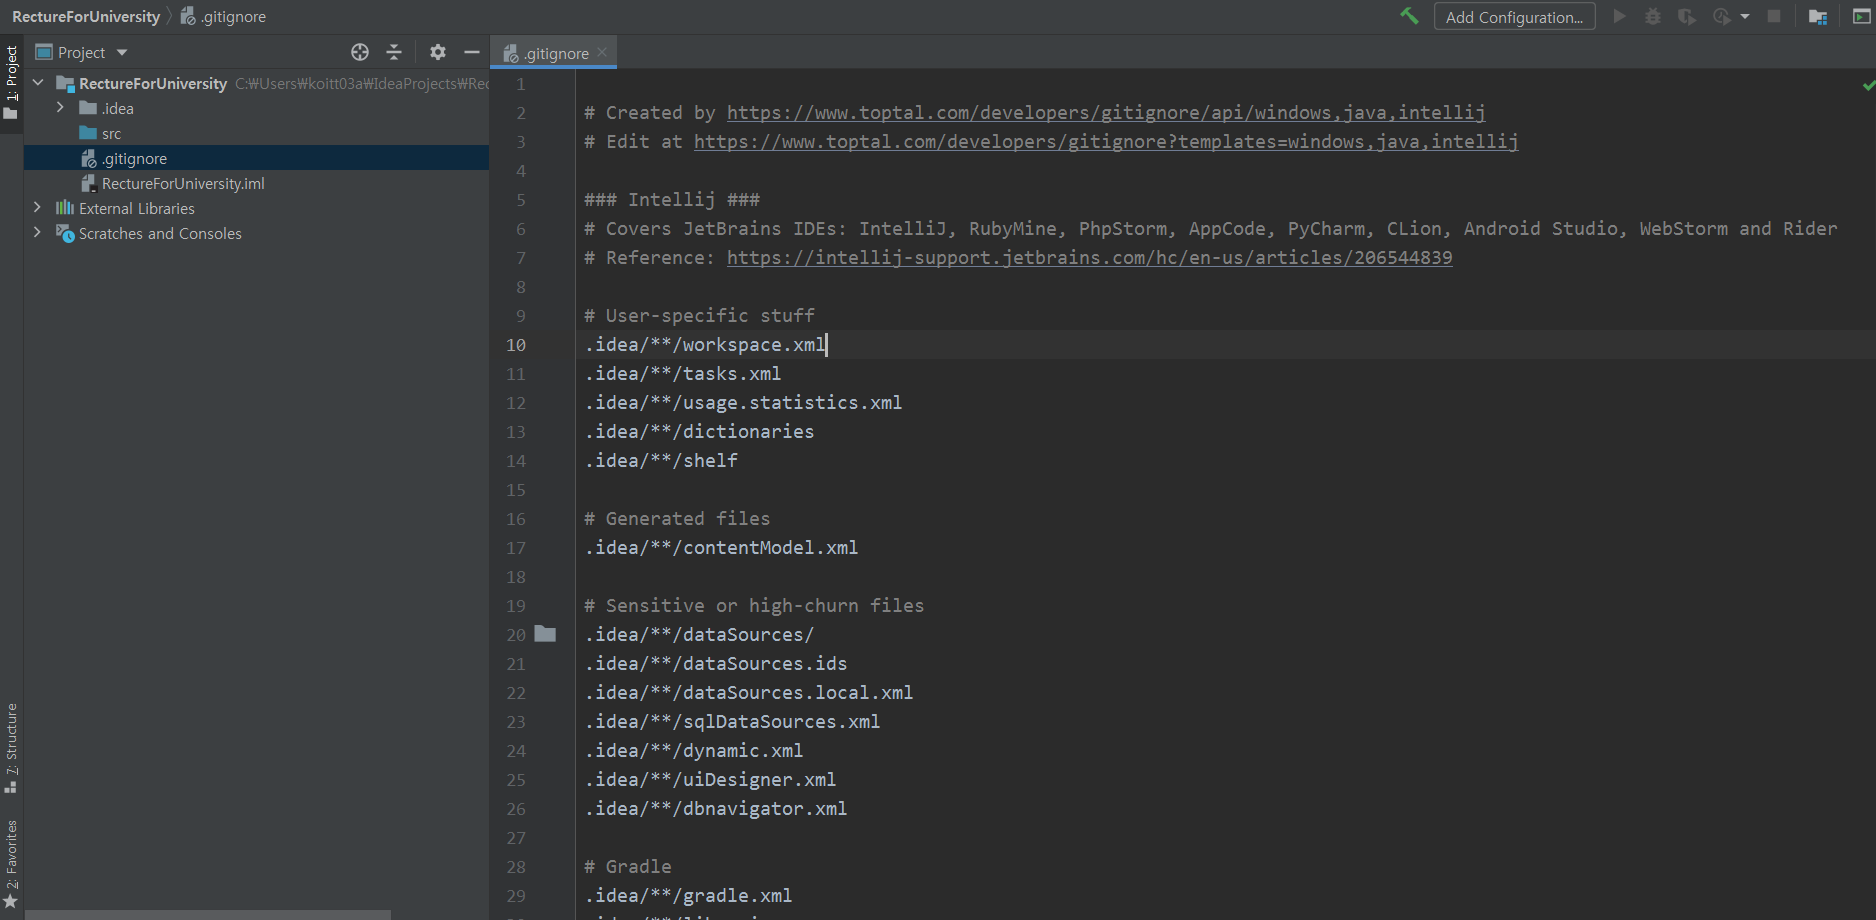 RectureForUniversity
.gitignore
Add Configuration...
1: Project
7: Structure
2: Favorites
Project
RectureForUniversity C:₩Users₩koitt03a₩IdeaProjects₩Rec
.idea
src
.gitignore
RectureForUniversity.iml
External Libraries
Scratches and Consoles
.gitignore
1
2 # Created by https://www.toptal.com/developers/gitignore/api/windows,java,intellij
3 # Edit at https://www.toptal.com/developers/gitignore?templates=windows,java,intellij
4
5 ### Intellij ###
6 # Covers JetBrains IDEs: IntelliJ, RubyMine, PhpStorm, AppCode, PyCharm, CLion, Android Studio, WebStorm and Rider
7 # Reference: https://intellij-support.jetbrains.com/hc/en-us/articles/206544839
8
9 # User-specific stuff
10 .idea/**/workspace.xml
11 .idea/**/tasks.xml
12 .idea/**/usage.statistics.xml
13 .idea/**/dictionaries
14 .idea/**/shelf
15
16 # Generated files
17 .idea/**/contentModel.xml
18
19 # Sensitive or high-churn files
20 .idea/**/dataSources/
21 .idea/**/dataSources.ids
22 .idea/**/dataSources.local.xml
23 .idea/**/sqlDataSources.xml
24 .idea/**/dynamic.xml
25 .idea/**/uiDesigner.xml
26 .idea/**/dbnavigator.xml
27
28 # Gradle
29 .idea/**/gradle.xml